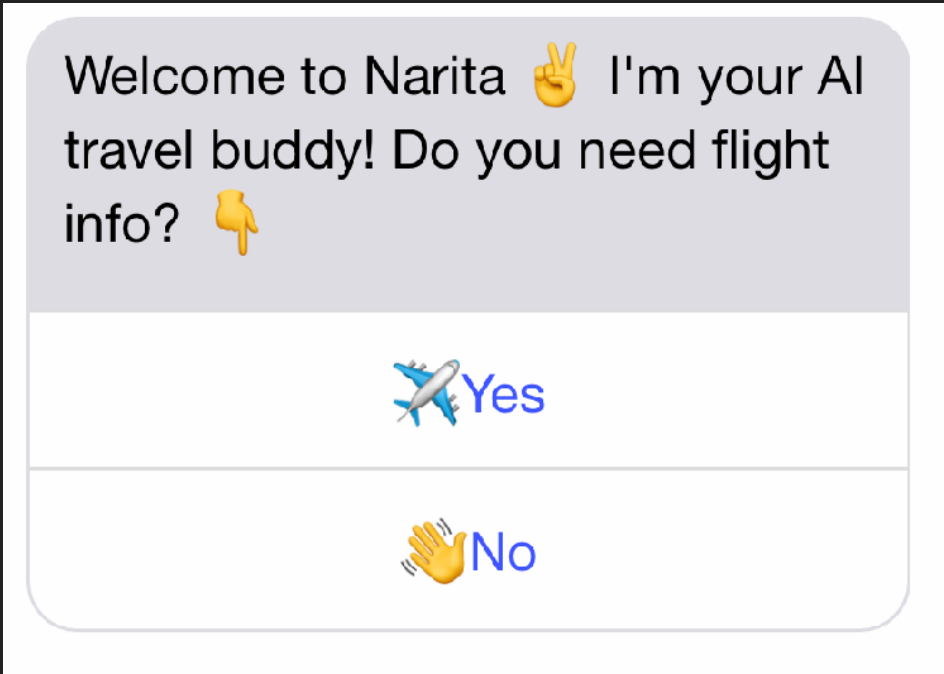 Welcome to Narita ✌️ I'm your AI
travel buddy! Do you need flight
info? 👇
✈️Yes
👋No